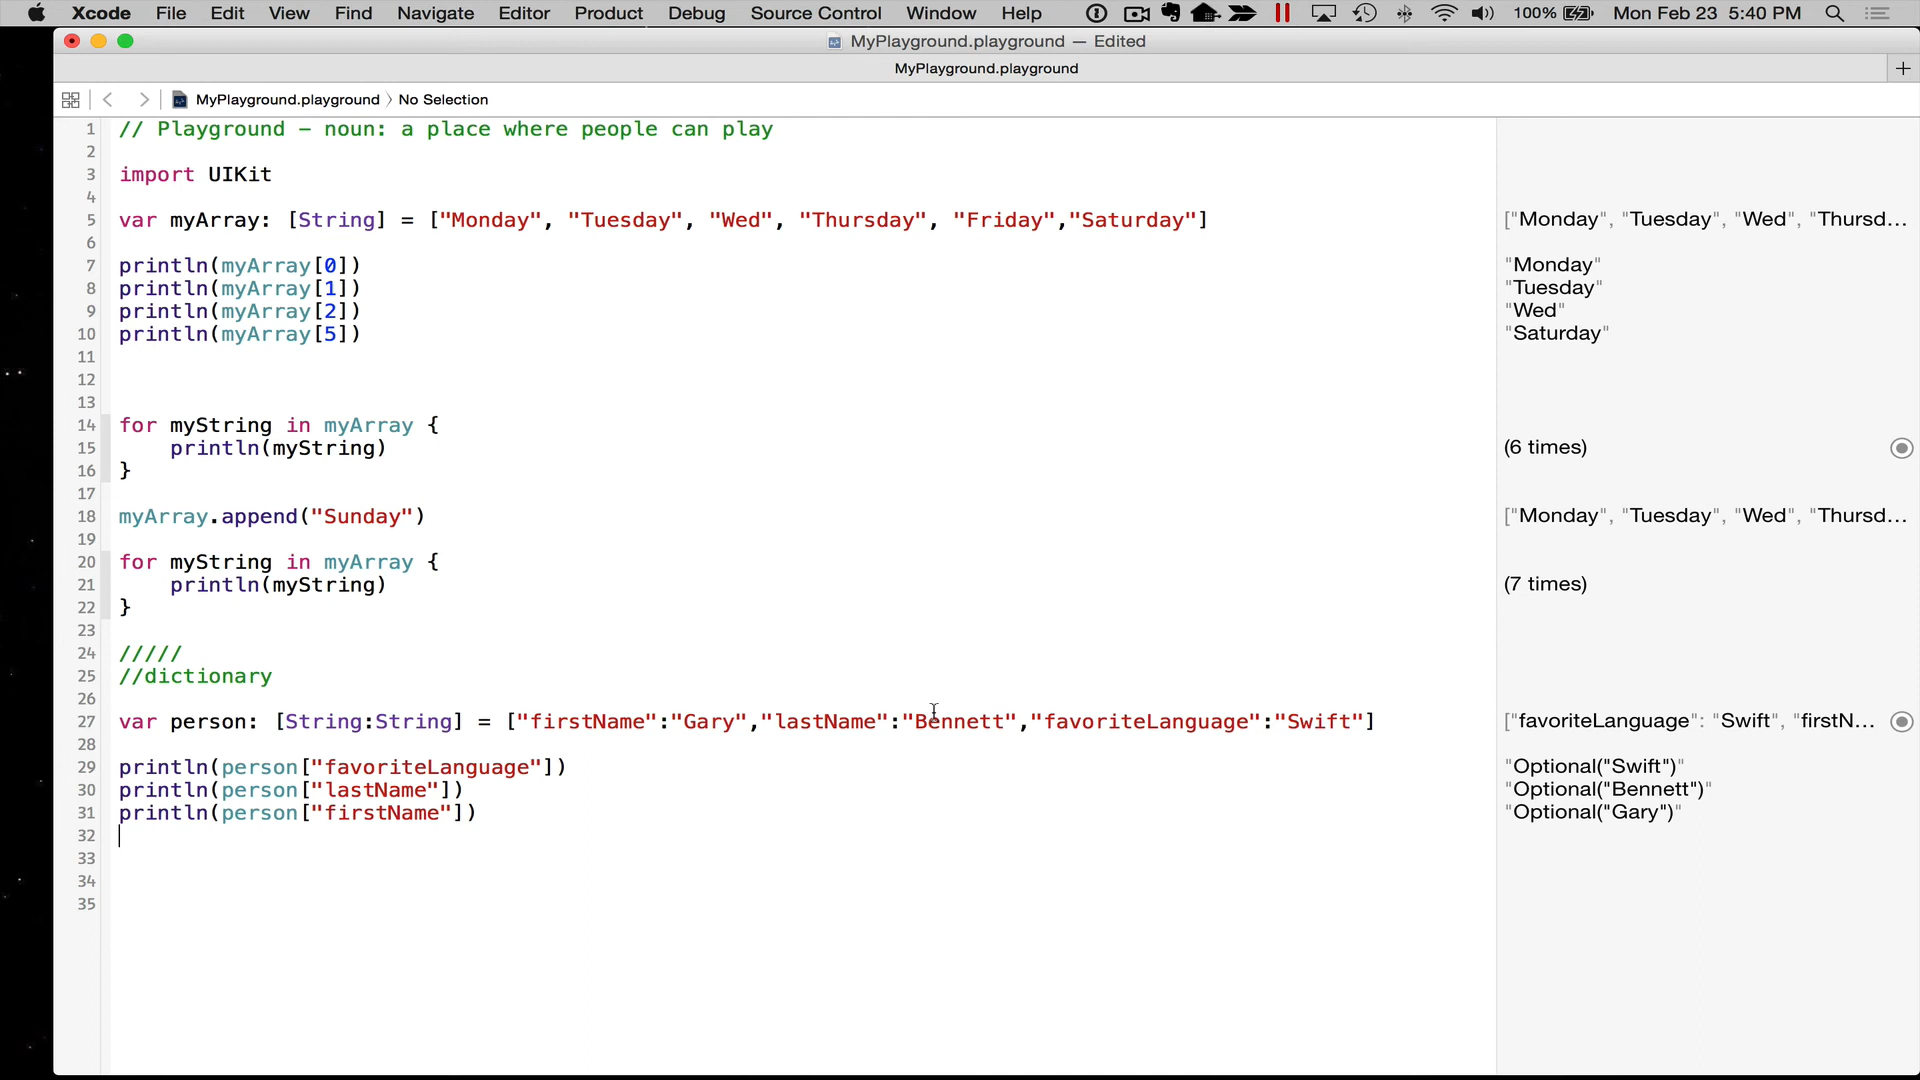 Xcode File Edit View Find Navigate Editor Product Debug Source Control Window Help 100% Mon Feb 23 5:40 PM
MyPlayground.playground — Edited
MyPlayground.playground
MyPlayground.playground 〉 No Selection
1 // Playground – noun: a place where people can play
2
3 import UIKit
4
5 var myArray: [String] = ["Monday", "Tuesday", "Wed", "Thursday", "Friday","Saturday"] ["Monday", "Tuesday", "Wed", "Thursd...
6
7 println(myArray[0]) "Monday"
8 println(myArray[1]) "Tuesday"
9 println(myArray[2]) "Wed"
10 println(myArray[5]) "Saturday"
11
12
13
14 for myString in myArray {
15 println(myString) (6 times)
16 }
17
18 myArray.append("Sunday") ["Monday", "Tuesday", "Wed", "Thursd...
19
20 for myString in myArray {
21 println(myString) (7 times)
22 }
23
24 /////
25 //dictionary
26
27 var person: [String:String] = ["firstName":"Gary","lastName":"Bennett","favoriteLanguage":"Swift"] ["favoriteLanguage": "Swift", "firstN...
28
29 println(person["favoriteLanguage"]) "Optional("Swift")"
30 println(person["lastName"]) "Optional("Bennett")"
31 println(person["firstName"]) "Optional("Gary")"
32
33
34
35